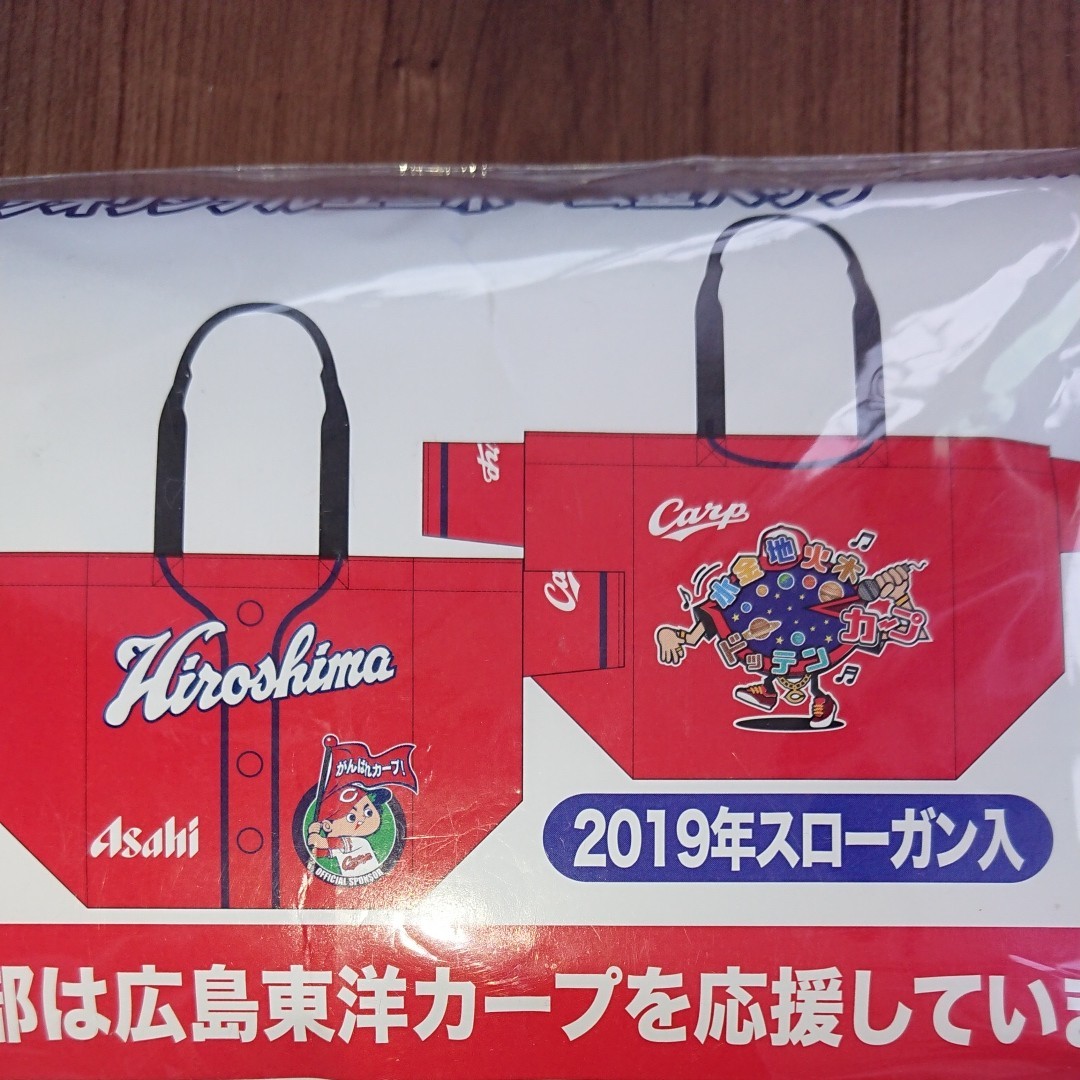 Carp
水金地火木
ドッテン カープ
Hiroshima
がんばれカープ!
Asahi
Carp
OFFICIAL SPONSOR
2019年スローガン入
部は広島東洋カープを応援していま